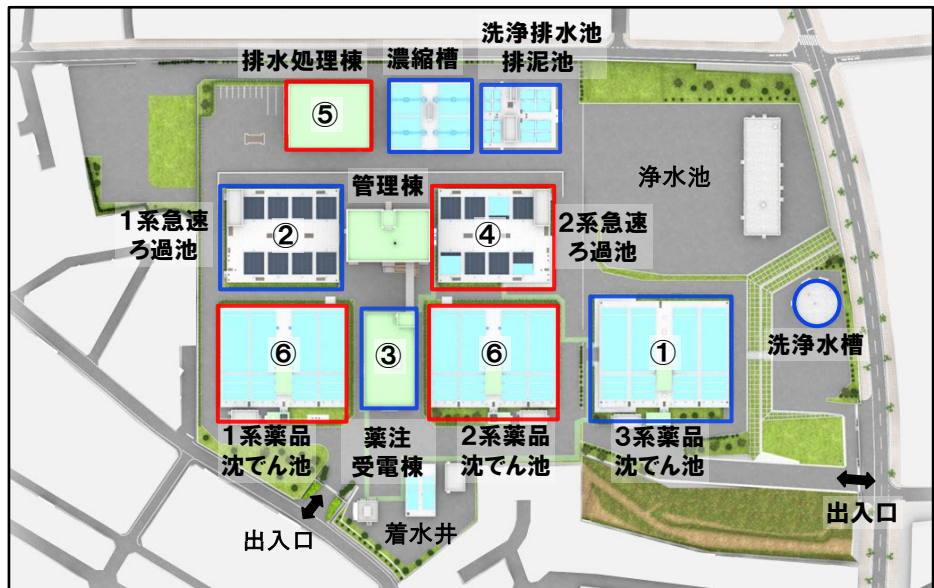 排水処理棟
濃縮槽
洗浄排水池
排泥池
⑤
浄水池
管理棟
1系急速
ろ過池
②
④
2系急速
ろ過池
洗浄水槽
⑥
③
⑥
①
1系薬品
沈でん池
薬注
受電棟
2系薬品
沈でん池
3系薬品
沈でん池
出入口
着水井
出入口